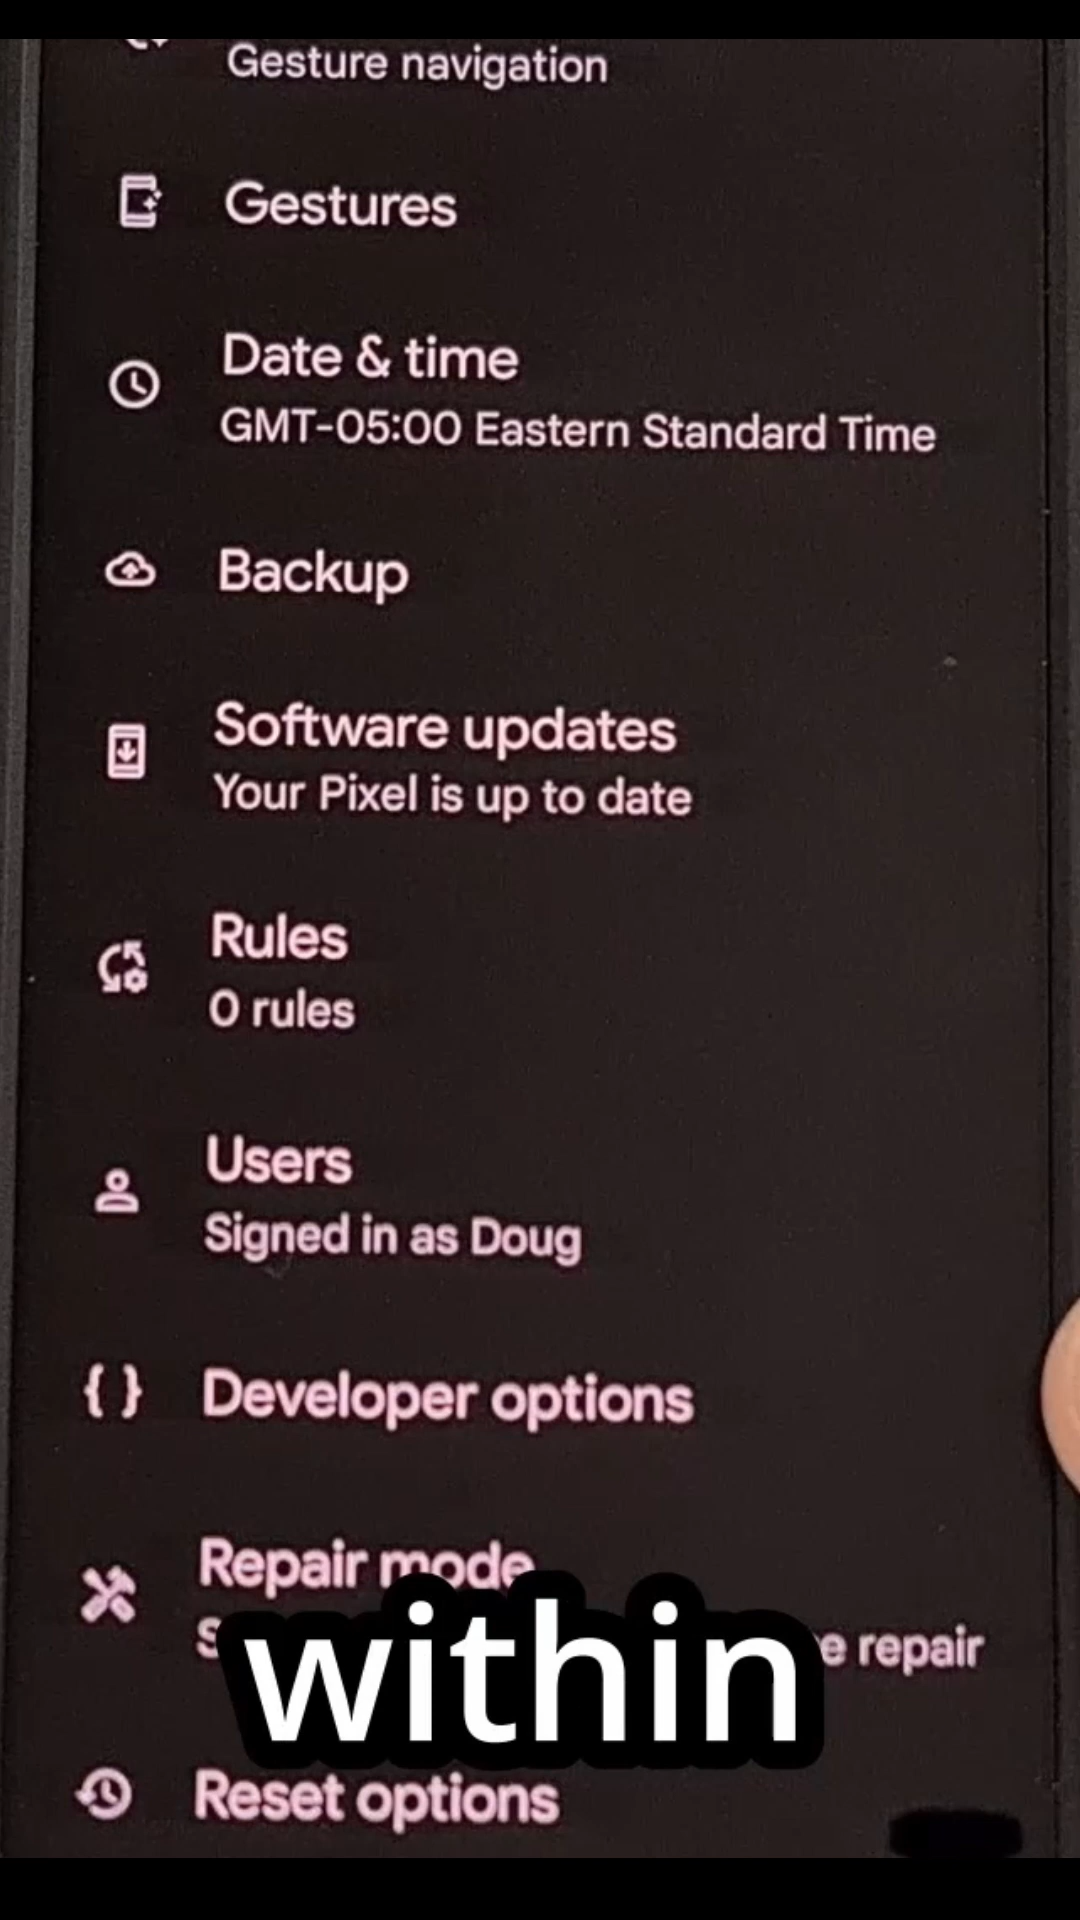 Gesture navigation
Gestures
Date & time
GMT-05:00 Eastern Standard Time
Backup
Software updates
Your Pixel is up to date
Rules
0 rules
Users
Signed in as Doug
{ } Developer options
Repair mode
repair
within
Reset options